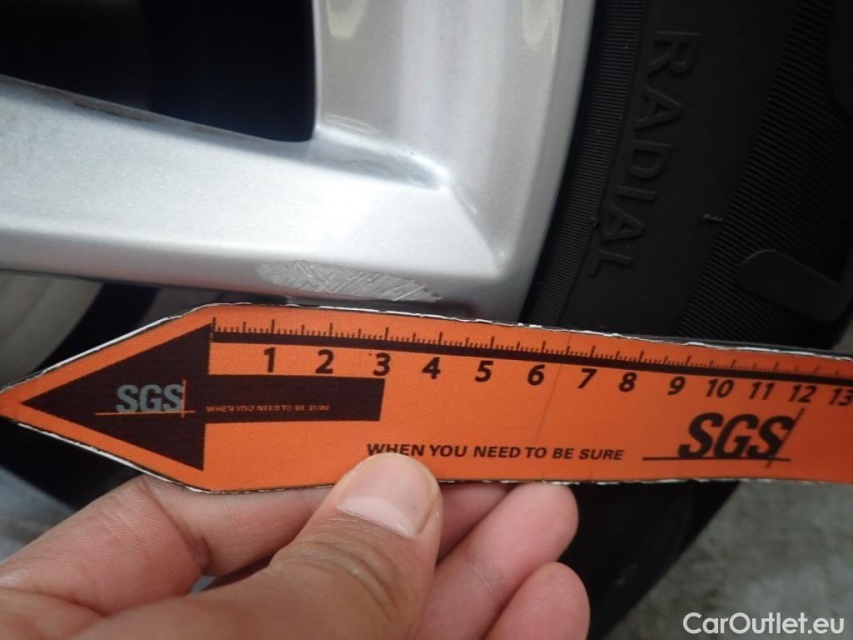 RADIAL
1 2 3 4 5 6 7 8 9 10 11 12 13
SGS
WHEN YOU NEED TO BE SURE
WHEN YOU NEED TO BE SURE
SGS
CarOutlet.eu